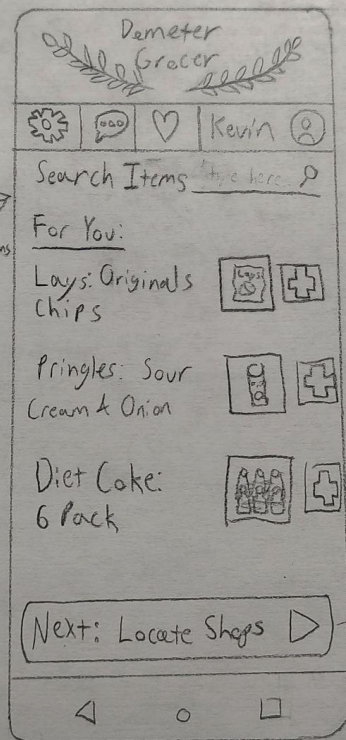 Demeter
Grocer
Kevin
Search Items
For You:
Lays: Originals
Chips
Lays
Pringles: Sour
Cream & Onion
Diet Coke:
6 Pack
Next: Locate Shops